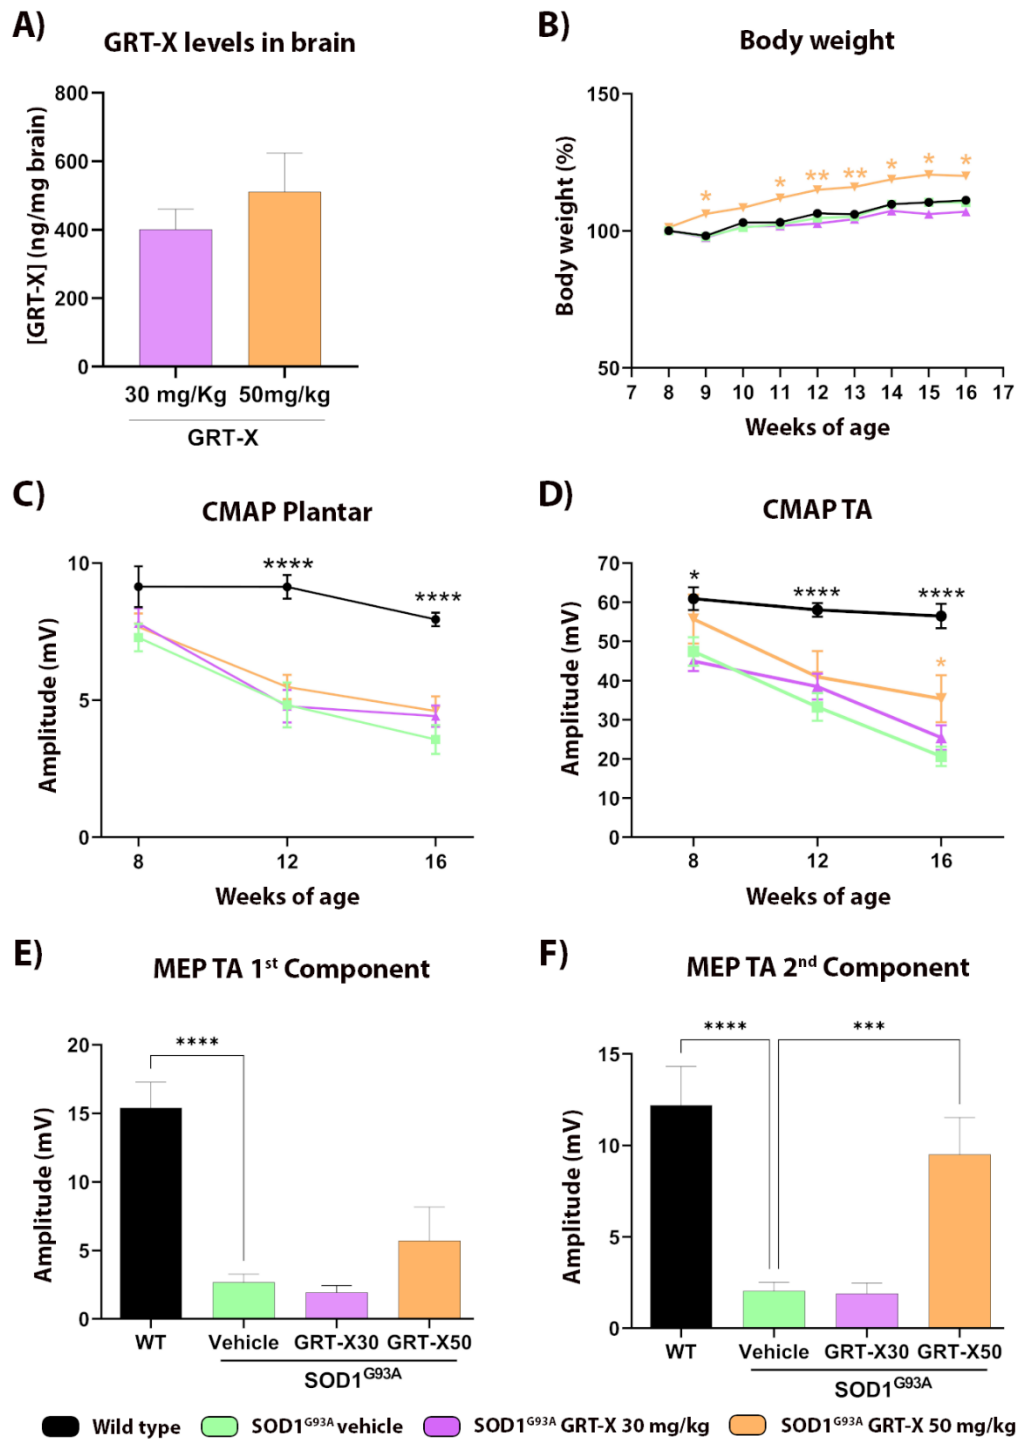 A)
GRT-X levels in brain
[GRT-X] (ng/mg brain)
800
600
400
200
0
30 mg/Kg 50mg/kg
GRT-X
B)
Body weight
Body weight (%)
150
100
50
* * ** ** * * *
7 8 9 10 11 12 13 14 15 16 17
Weeks of age
C)
CMAP Plantar
Amplitude (mV)
10
5
0
**** ****
8 12 16
Weeks of age
D)
CMAP TA
Amplitude (mV)
70
60
50
40
30
20
10
0
* **** ****
*
8 12 16
Weeks of age
E)
MEP TA 1st Component
Amplitude (mV)
20
15
10
5
0
****
WT Vehicle GRT-X30 GRT-X50
SOD1G93A
F)
MEP TA 2nd Component
Amplitude (mV)
15
10
5
0
**** ***
WT Vehicle GRT-X30 GRT-X50
SOD1G93A
Wild type SOD1G93A vehicle SOD1G93A GRT-X 30 mg/kg SOD1G93A GRT-X 50 mg/kg